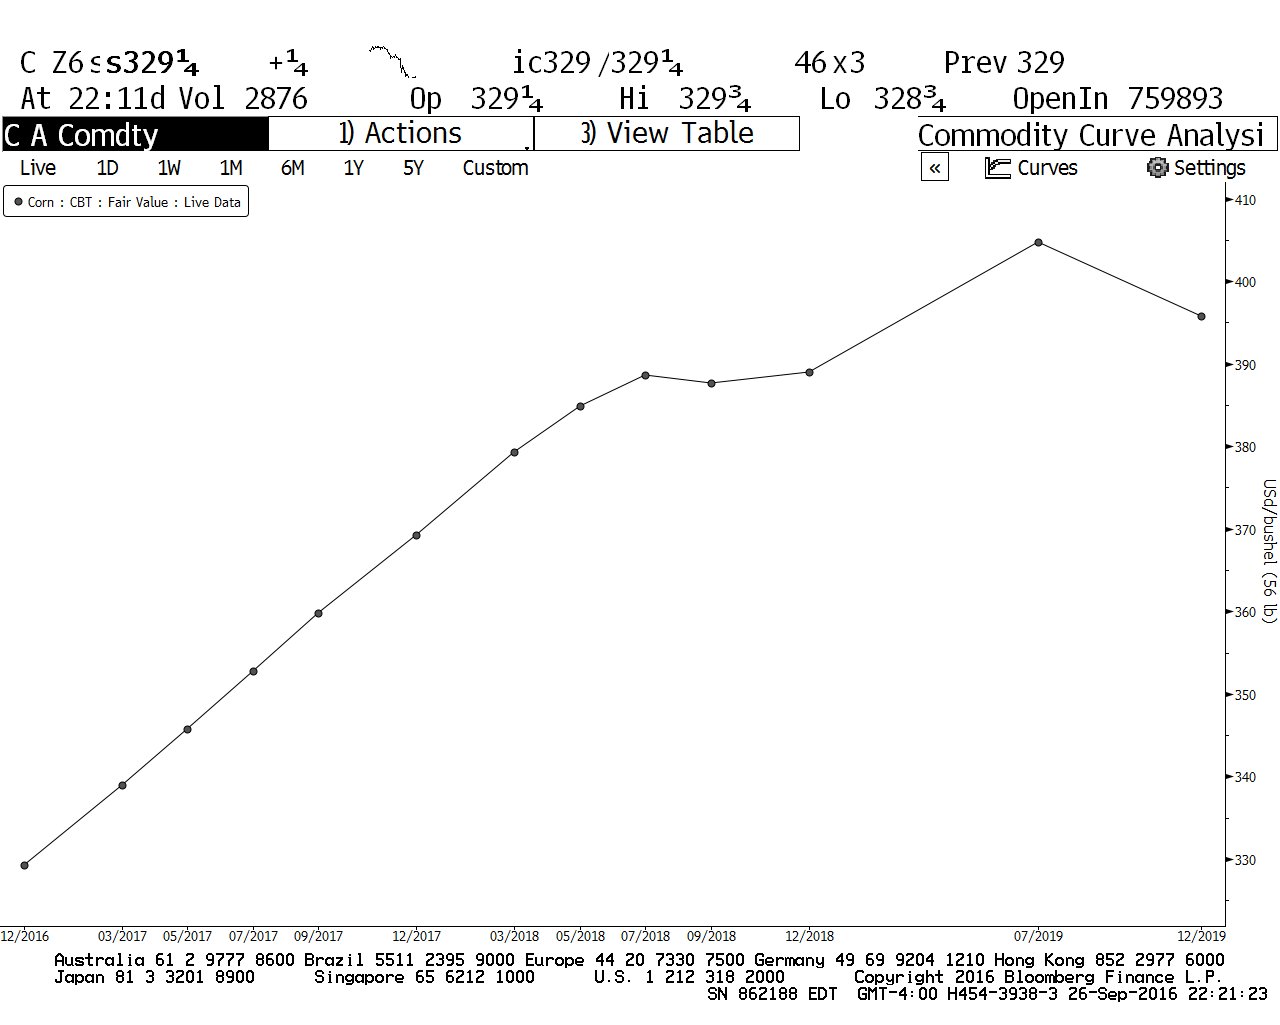 C Z6 ss329¼ +¼ ic329 /329¼ 46x3 Prev 329
At 22:11d Vol 2876 Op 329¼ Hi 329¾ Lo 328¾ OpenIn 759893
C A Comdty 1) Actions 3) View Table Commodity Curve Analysi
Live 1D 1W 1M 6M 1Y 5Y Custom « Curves Settings
Corn : CBT : Fair Value : Live Data
410
400
390
380
370
360
350
340
330
USd/bushel (56 lb)
12/2016 03/2017 05/2017 07/2017 09/2017 12/2017 03/2018 05/2018 07/2018 09/2018 12/2018 07/2019 12/2019
Australia 61 2 9777 8600 Brazil 5511 2395 9000 Europe 44 20 7330 7500 Germany 49 69 9204 1210 Hong Kong 852 2977 6000
Japan 81 3 3201 8900 Singapore 65 6212 1000 U.S. 1 212 318 2000 Copyright 2016 Bloomberg Finance L.P.
SN 862188 EDT GMT-4:00 H454-3938-3 26-Sep-2016 22:21:23